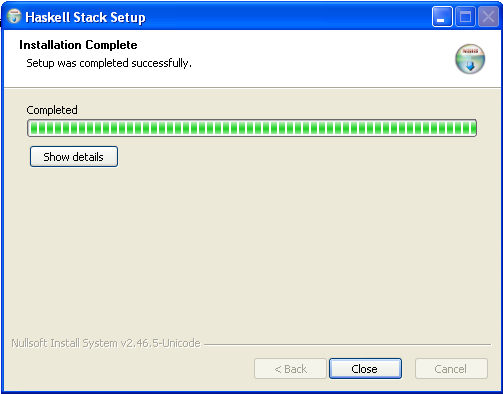 Haskell Stack Setup
Installation Complete
Setup was completed successfully.
Completed
Show details
Nullsoft Install System v2.46.5-Unicode
< Back
Close
Cancel